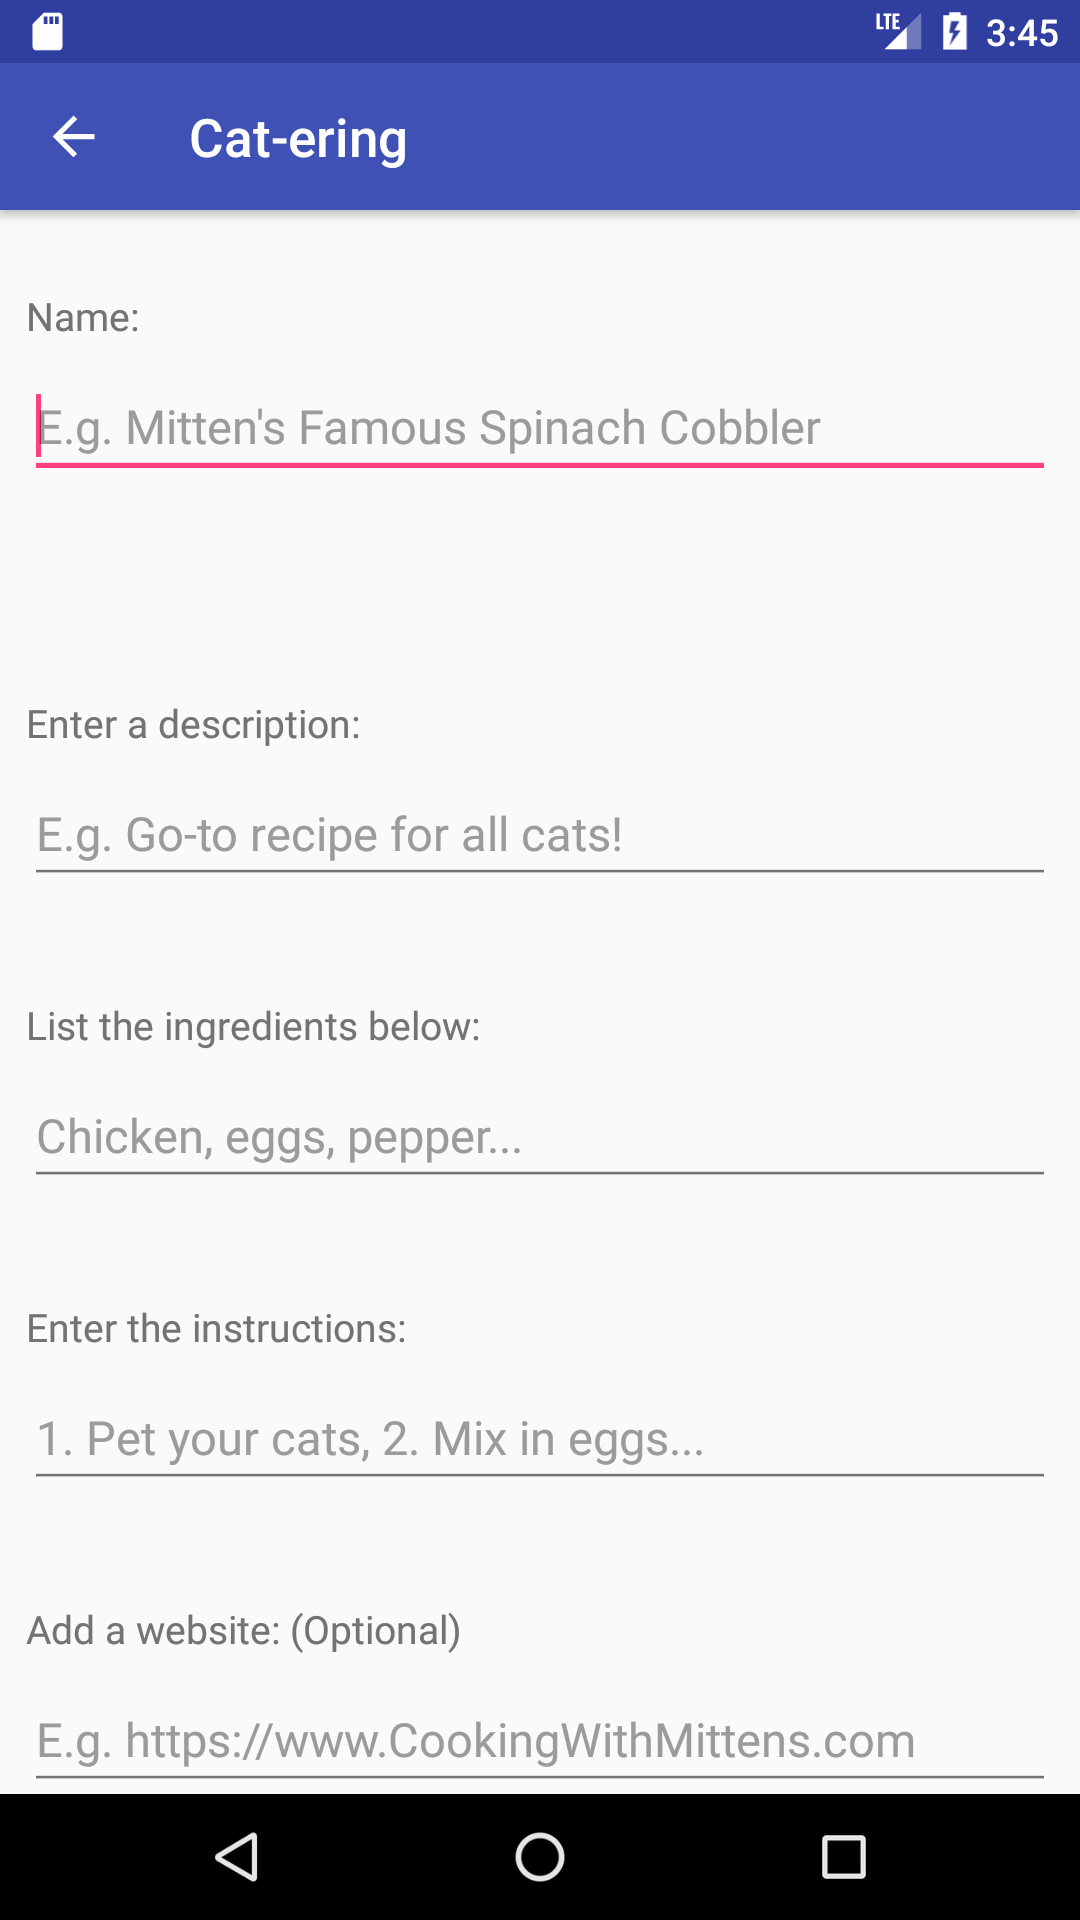 LTE 3:45
Cat-ering
Name:
E.g. Mitten's Famous Spinach Cobbler
Enter a description:
E.g. Go-to recipe for all cats!
List the ingredients below:
Chicken, eggs, pepper...
Enter the instructions:
1. Pet your cats, 2. Mix in eggs...
Add a website: (Optional)
E.g. https://www.CookingWithMittens.com